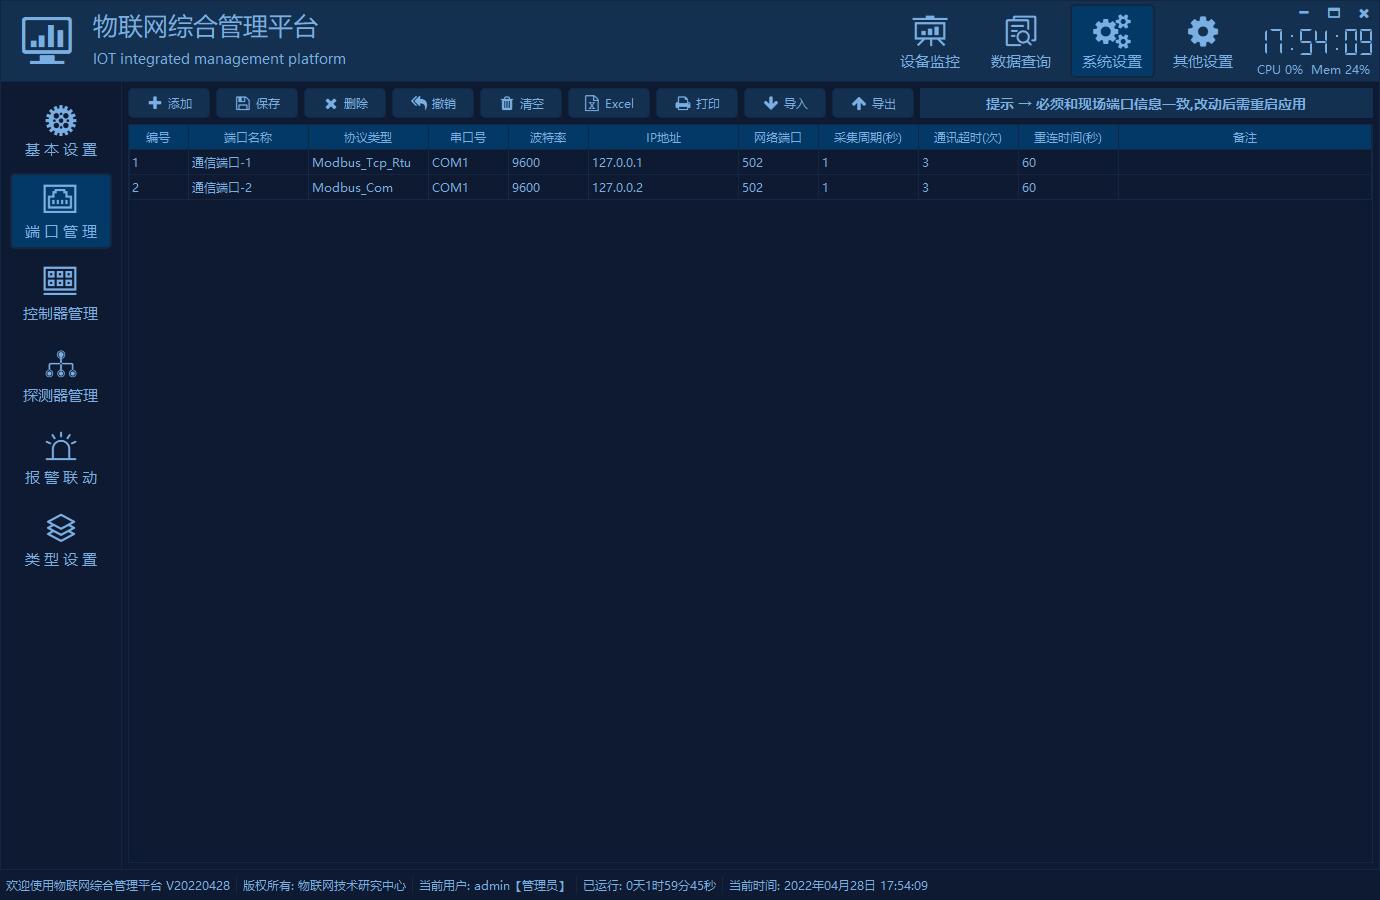 物联网综合管理平台
IOT integrated management platform
设备监控 数据查询 系统设置 其他设置
17:54:09
CPU 0% Mem 24%
基本设置
端口管理
控制器管理
探测器管理
报警联动
类型设置
添加 保存 删除 撤销 清空 Excel 打印 导入 导出 提示 → 必须和现场端口信息一致,改动后需重启应用
编号 端口名称 协议类型 串口号 波特率 IP地址 网络端口 采集周期(秒) 通讯超时(次) 重连时间(秒) 备注
1 通信端口-1 Modbus_Tcp_Rtu COM1 9600 127.0.0.1 502 1 3 60
2 通信端口-2 Modbus_Com COM1 9600 127.0.0.2 502 1 3 60
欢迎使用物联网综合管理平台 V20220428 版权所有: 物联网技术研究中心 当前用户: admin【管理员】 已运行: 0天1时59分45秒 当前时间: 2022年04月28日 17:54:09